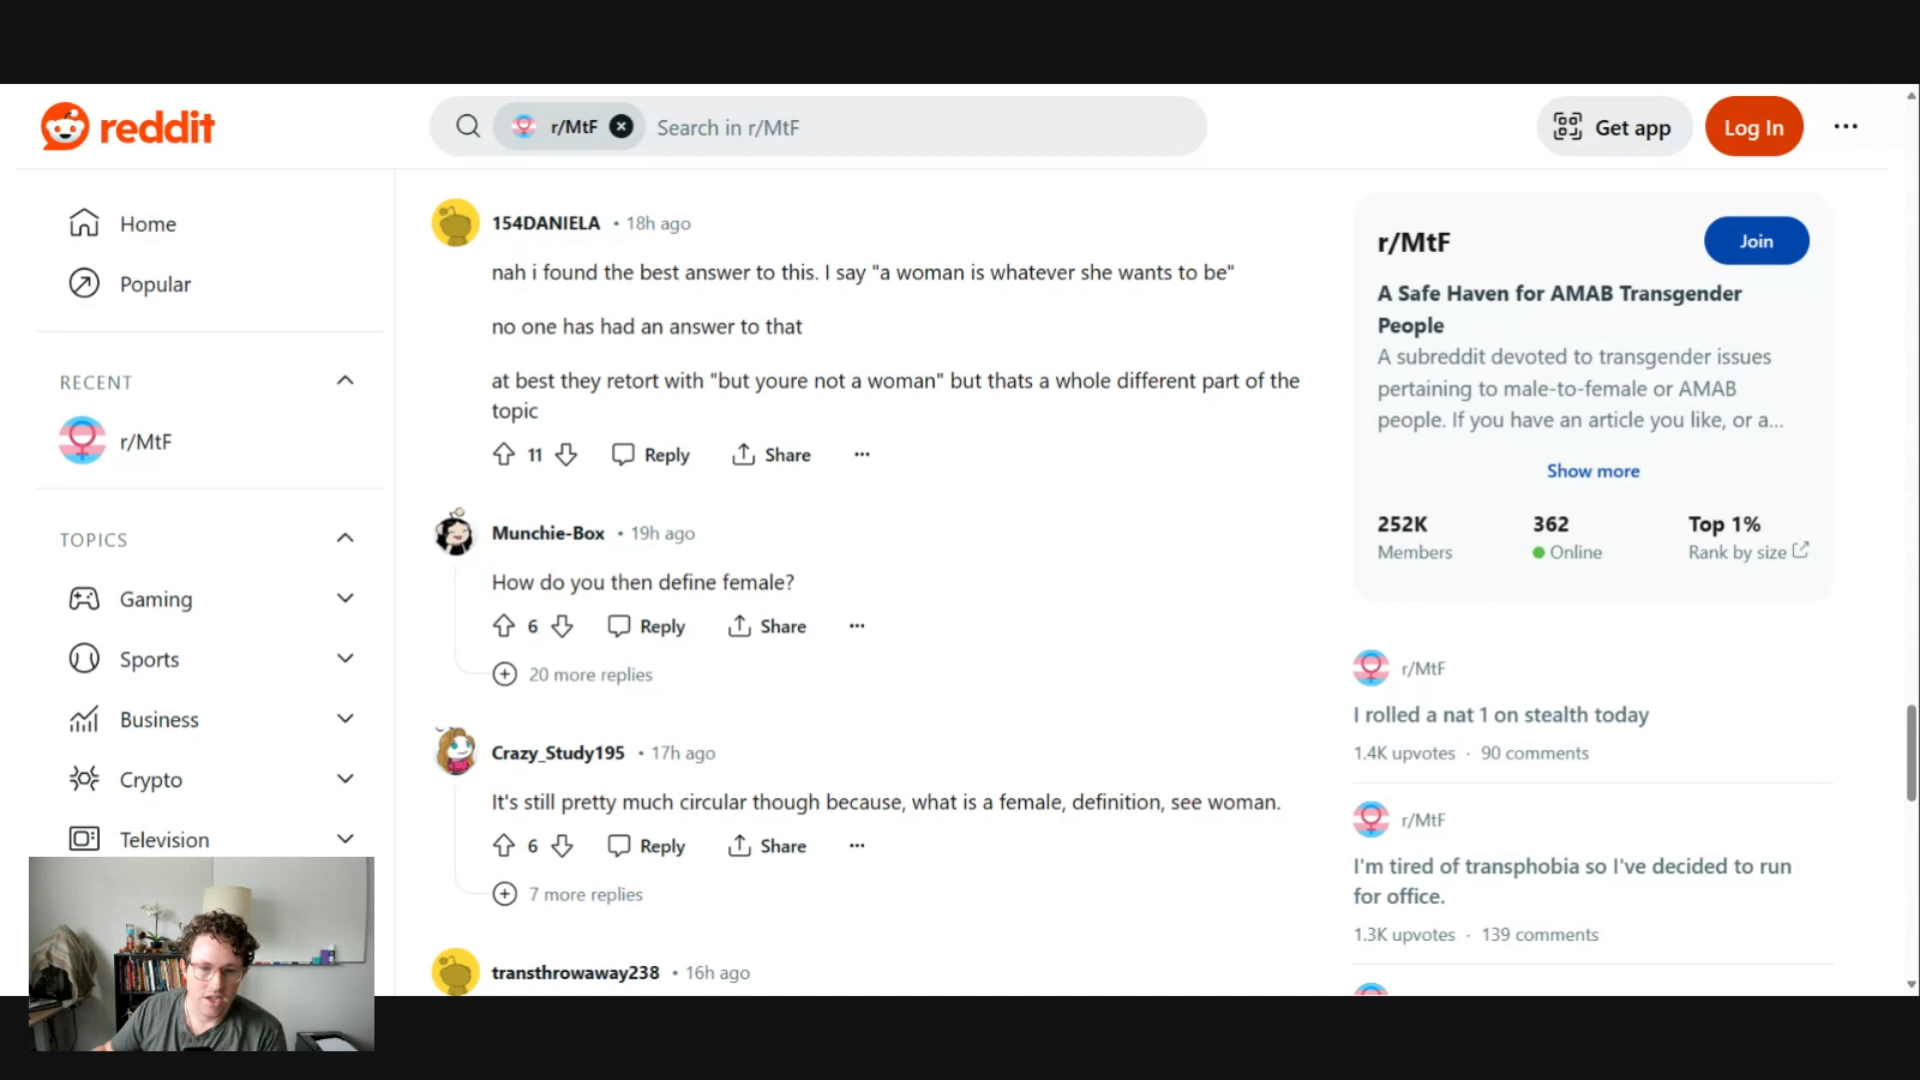 reddit
r/MtF
Search in r/MtF
Get app
Log In
Home
Popular
RECENT
r/MtF
TOPICS
Gaming
Sports
Business
Crypto
Television
154DANIELA • 18h ago
nah i found the best answer to this. I say "a woman is whatever she wants to be"
no one has had an answer to that
at best they retort with "but youre not a woman" but thats a whole different part of the
topic
11 Reply Share
Munchie-Box • 19h ago
How do you then define female?
6 Reply Share
20 more replies
Crazy_Study195 • 17h ago
It's still pretty much circular though because, what is a female, definition, see woman.
6 Reply Share
7 more replies
transthrowaway238 • 16h ago
r/MtF
Join
A Safe Haven for AMAB Transgender
People
A subreddit devoted to transgender issues
pertaining to male-to-female or AMAB
people. If you have an article you like, or a...
Show more
252K 362 Top 1%
Members Online Rank by size
r/MtF
I rolled a nat 1 on stealth today
1.4K upvotes · 90 comments
r/MtF
I'm tired of transphobia so I've decided to run
for office.
1.3K upvotes · 139 comments